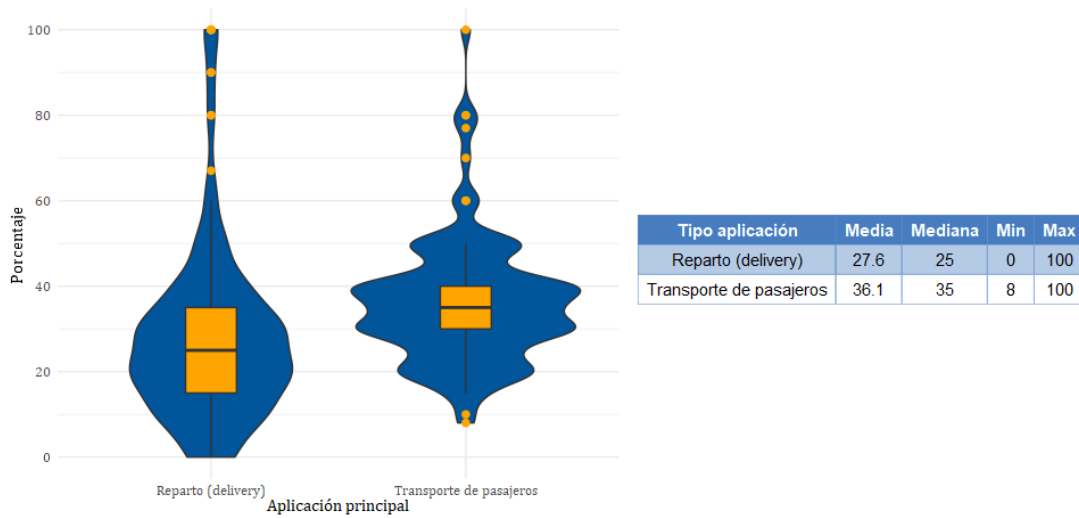 Porcentaje
100
80
60
40
20
0
Reparto (delivery) Transporte de pasajeros
Aplicación principal
Tipo aplicación Media Mediana Min Max
Reparto (delivery) 27.6 25 0 100
Transporte de pasajeros 36.1 35 8 100